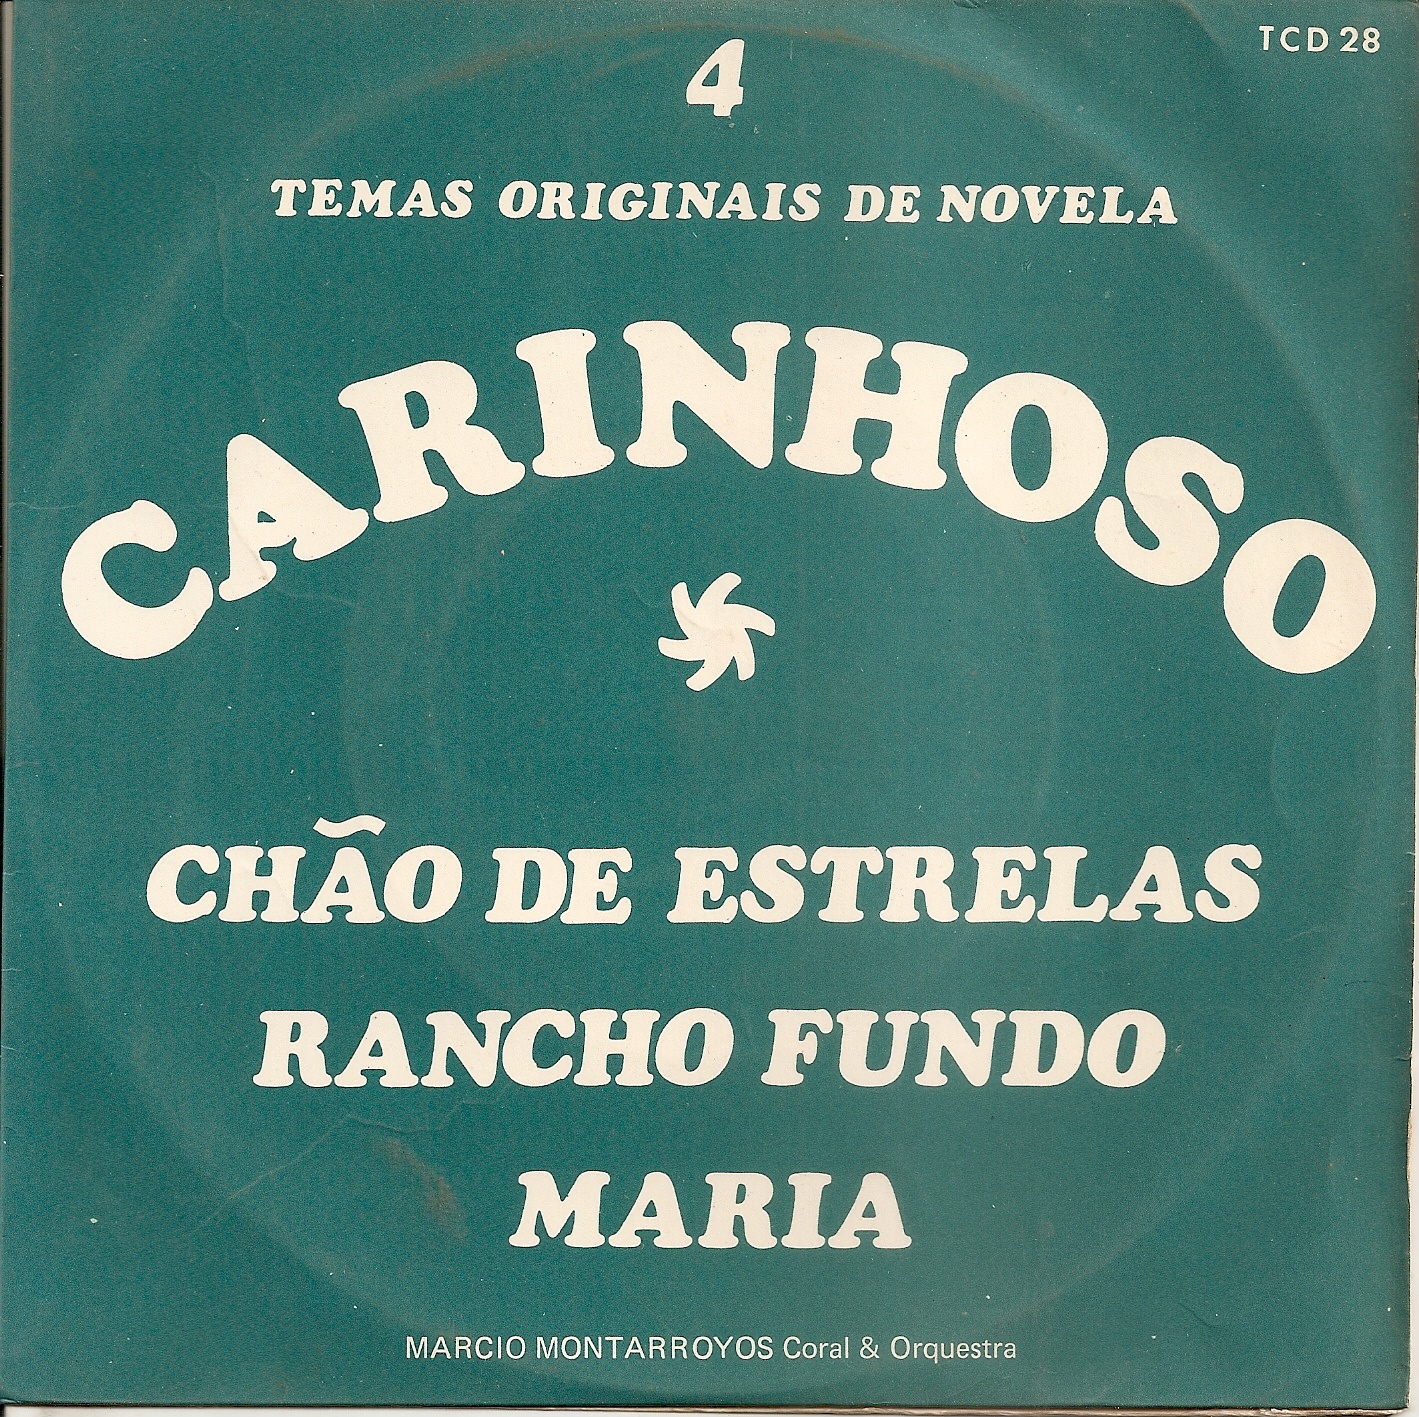 TCD 28
4
TEMAS ORIGINAIS DE NOVELA
CARINHOSO
CHÃO DE ESTRELAS
RANCHO FUNDO
MARIA
MARCIO MONTARROYOS Coral & Orquestra